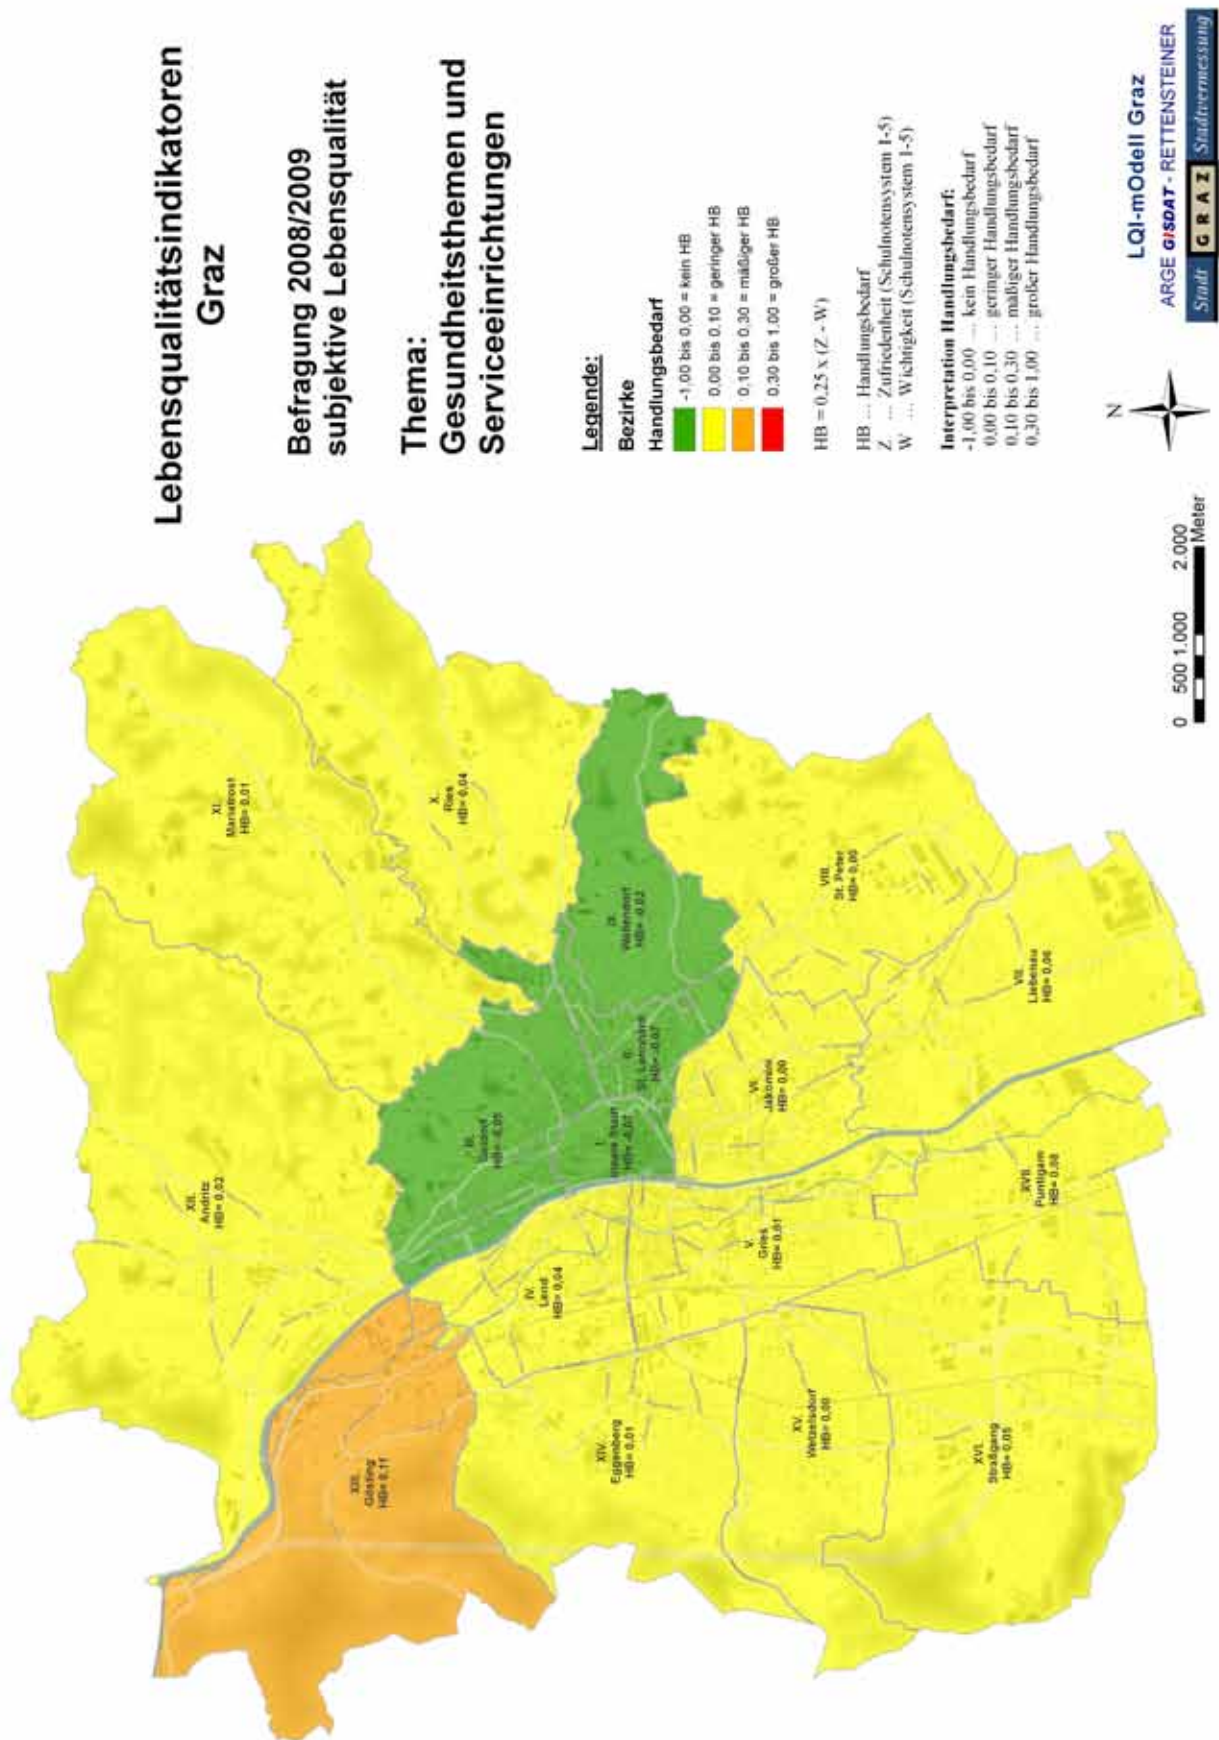 Lebensqualitätsindikatoren
Graz
Befragung 2008/2009
subjektive Lebensqualität
Thema:
Gesundheitsthemen und
Serviceeinrichtungen
Legende:
Bezirke
Handlungsbedarf
-1,00 bis 0,00 = kein HB
0,00 bis 0,10 = geringer HB
0,10 bis 0,30 = mäßiger HB
0,30 bis 1,00 = großer HB
HB = 0,25 x (Z - W)
HB ... Handlungsbedarf
Z ... Zufriedenheit (Schulnotensystem 1-5)
W ... Wichtigkeit (Schulnotensystem 1-5)
Interpretation Handlungsbedarf:
-1,00 bis 0,00 ... kein Handlungsbedarf
0,00 bis 0,10 ... geringer Handlungsbedarf
0,10 bis 0,30 ... mäßiger Handlungsbedarf
0,30 bis 1,00 ... großer Handlungsbedarf
XI.
Mariatrost
HB= 0,01
X.
Ries
HB= 0,04
XII.
Andritz
HB= 0,02
III.
Geidorf
HB= -0,05
IX.
Waltendorf
HB= -0,02
II.
St. Leonhard
HB= -0,07
I.
Innere Stadt
HB= -0,07
VIII.
St. Peter
HB= 0,00
VII.
Liebenau
HB= 0,06
VI.
Jakomini
HB= 0,00
XIII.
Gösting
HB= 0,11
IV.
Lend
HB= 0,04
V.
Gries
HB= 0,01
XVII.
Puntigam
HB= 0,08
XIV.
Eggenberg
HB= 0,01
XV.
Wetzelsdorf
HB= 0,00
XVI.
Straßgang
HB= 0,05
N
0 500 1.000 2.000
Meter
LQI-mOdell Graz
ARGE GISDAT - RETTENSTEINER
Stadt GRAZ Stadtvermessung